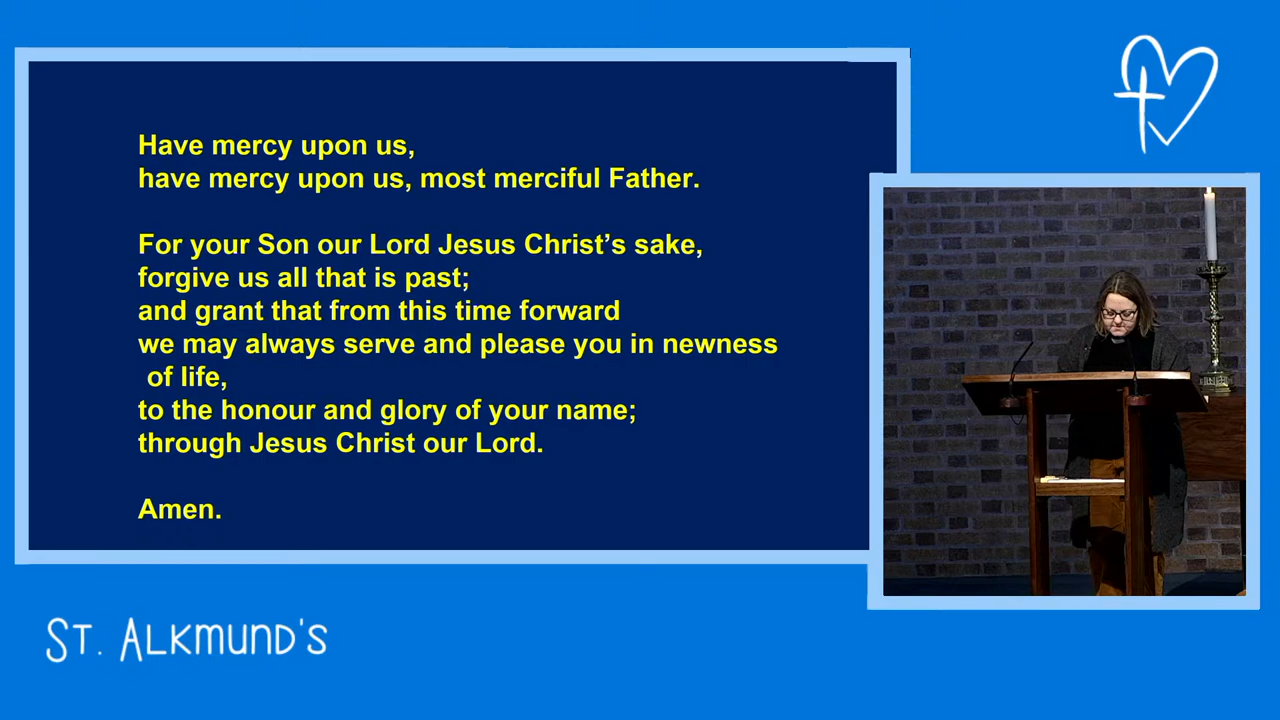 Have mercy upon us,
have mercy upon us, most merciful Father.
For your Son our Lord Jesus Christ’s sake,
forgive us all that is past;
and grant that from this time forward
we may always serve and please you in newness
of life,
to the honour and glory of your name;
through Jesus Christ our Lord.
Amen.
ST. ALKMUND'S